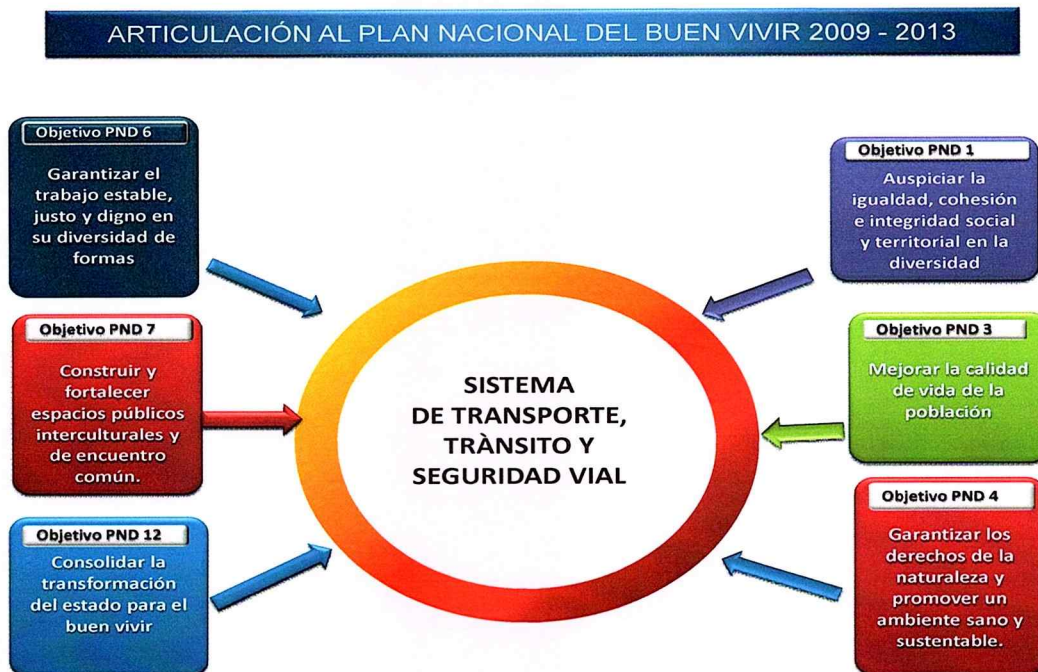 ARTICULACIÓN AL PLAN NACIONAL DEL BUEN VIVIR 2009 - 2013
Objetivo PND 6
Garantizar el
trabajo estable,
justo y digno en
su diversidad de
formas
Objetivo PND 7
Construir y
fortalecer
espacios públicos
interculturales y
de encuentro
común.
Objetivo PND 12
Consolidar la
transformación
del estado para el
buen vivir
SISTEMA
DE TRANSPORTE,
TRÀNSITO Y
SEGURIDAD VIAL
Objetivo PND 1
Auspiciar la
igualdad, cohesión
e integridad social
y territorial en la
diversidad
Objetivo PND 3
Mejorar la calidad
de vida de la
población
Objetivo PND 4
Garantizar los
derechos de la
naturaleza y
promover un
ambiente sano y
sustentable.